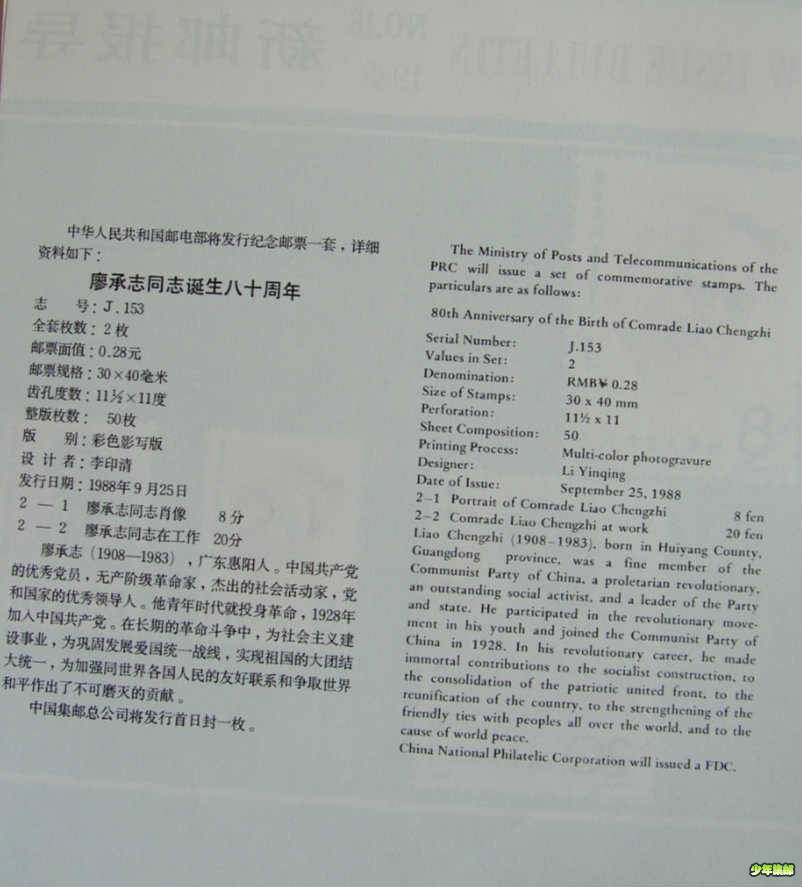 中华人民共和国邮电部将发行纪念邮票一套，详细
资料如下：
廖承志同志诞生八十周年
志 号：J.153
全套枚数：2枚
邮票面值：0.28元
邮票规格：30×40毫米
齿孔度数：11½×11度
整版枚数： 50枚
版 别：彩色影写版
设 计 者：李印清
发行日期：1988年9月25日
2—1 廖承志同志肖像 8分
2—2 廖承志同志在工作 20分
廖承志（1908—1983），广东惠阳人。中国共产党
的优秀党员，无产阶级革命家，杰出的社会活动家，党
和国家的优秀领导人。他青年时代就投身革命，1928年
加入中国共产党。在长期的革命斗争中，为社会主义建
设事业，为巩固发展爱国统一战线，实现祖国的大团结
大统一，为加强同世界各国人民的友好联系和争取世界
和平作出了不可磨灭的贡献。
中国集邮总公司将发行首日封一枚。
The Ministry of Posts and Telecommunications of the
PRC will issue a set of commemorative stamps. The
particulars are as follows:
80th Anniversary of the Birth of Comrade Liao Chengzhi
Serial Number: J.153
Values in Set: 2
Denomination: RMB¥ 0.28
Size of Stamps: 30 x 40 mm
Perforation: 11½ x 11
Sheet Composition: 50
Printing Process: Multi-color photogravure
Designer: Li Yinqing
Date of Issue: September 25, 1988
2-1 Portrait of Comrade Liao Chengzhi 8 fen
2-2 Comrade Liao Chengzhi at work 20 fen
Liao Chengzhi (1908-1983), born in Huiyang County,
Guangdong province, was a fine member of the
Communist Party of China, a proletarian revolutionary,
an outstanding social activist, and a leader of the Party
and state. He participated in the revolutionary move-
ment in his youth and joined the Communist Party of
China in 1928. In his revolutionary career, he made
immortal contributions to the socialist construction, to
the consolidation of the patriotic united front, to the
reunification of the country, to the strengthening of the
friendly ties with peoples all over the world, and to the
cause of world peace.
China National Philatelic Corporation will issued a FDC.
新邮报导
NO.16
W ISSUE BULLETIN
少年集邮